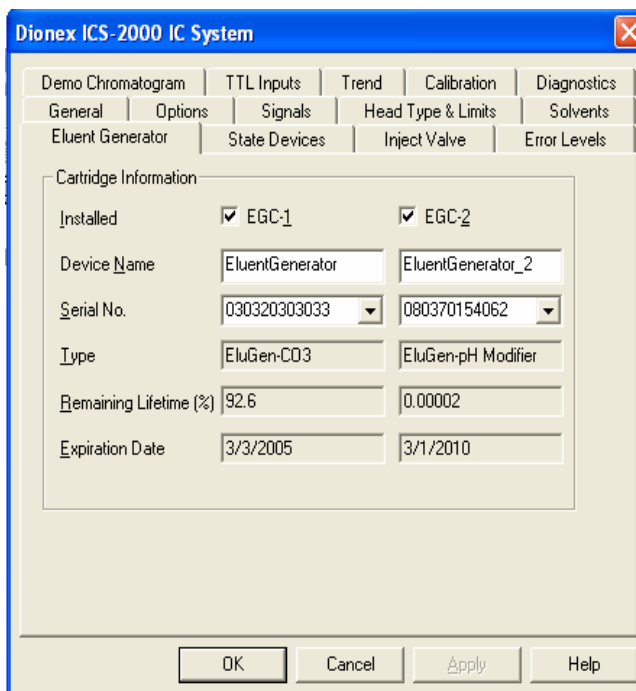 Dionex ICS-2000 IC System
Demo Chromatogram TTL Inputs Trend Calibration Diagnostics
General Options Signals Head Type & Limits Solvents
Eluent Generator State Devices Inject Valve Error Levels
Cartridge Information
Installed EGC-1 EGC-2
Device Name EluentGenerator EluentGenerator_2
Serial No. 030320303033 080370154062
Type EluGen-CO3 EluGen-pH Modifier
Remaining Lifetime (%) 92.6 0.00002
Expiration Date 3/3/2005 3/1/2010
OK Cancel Apply Help